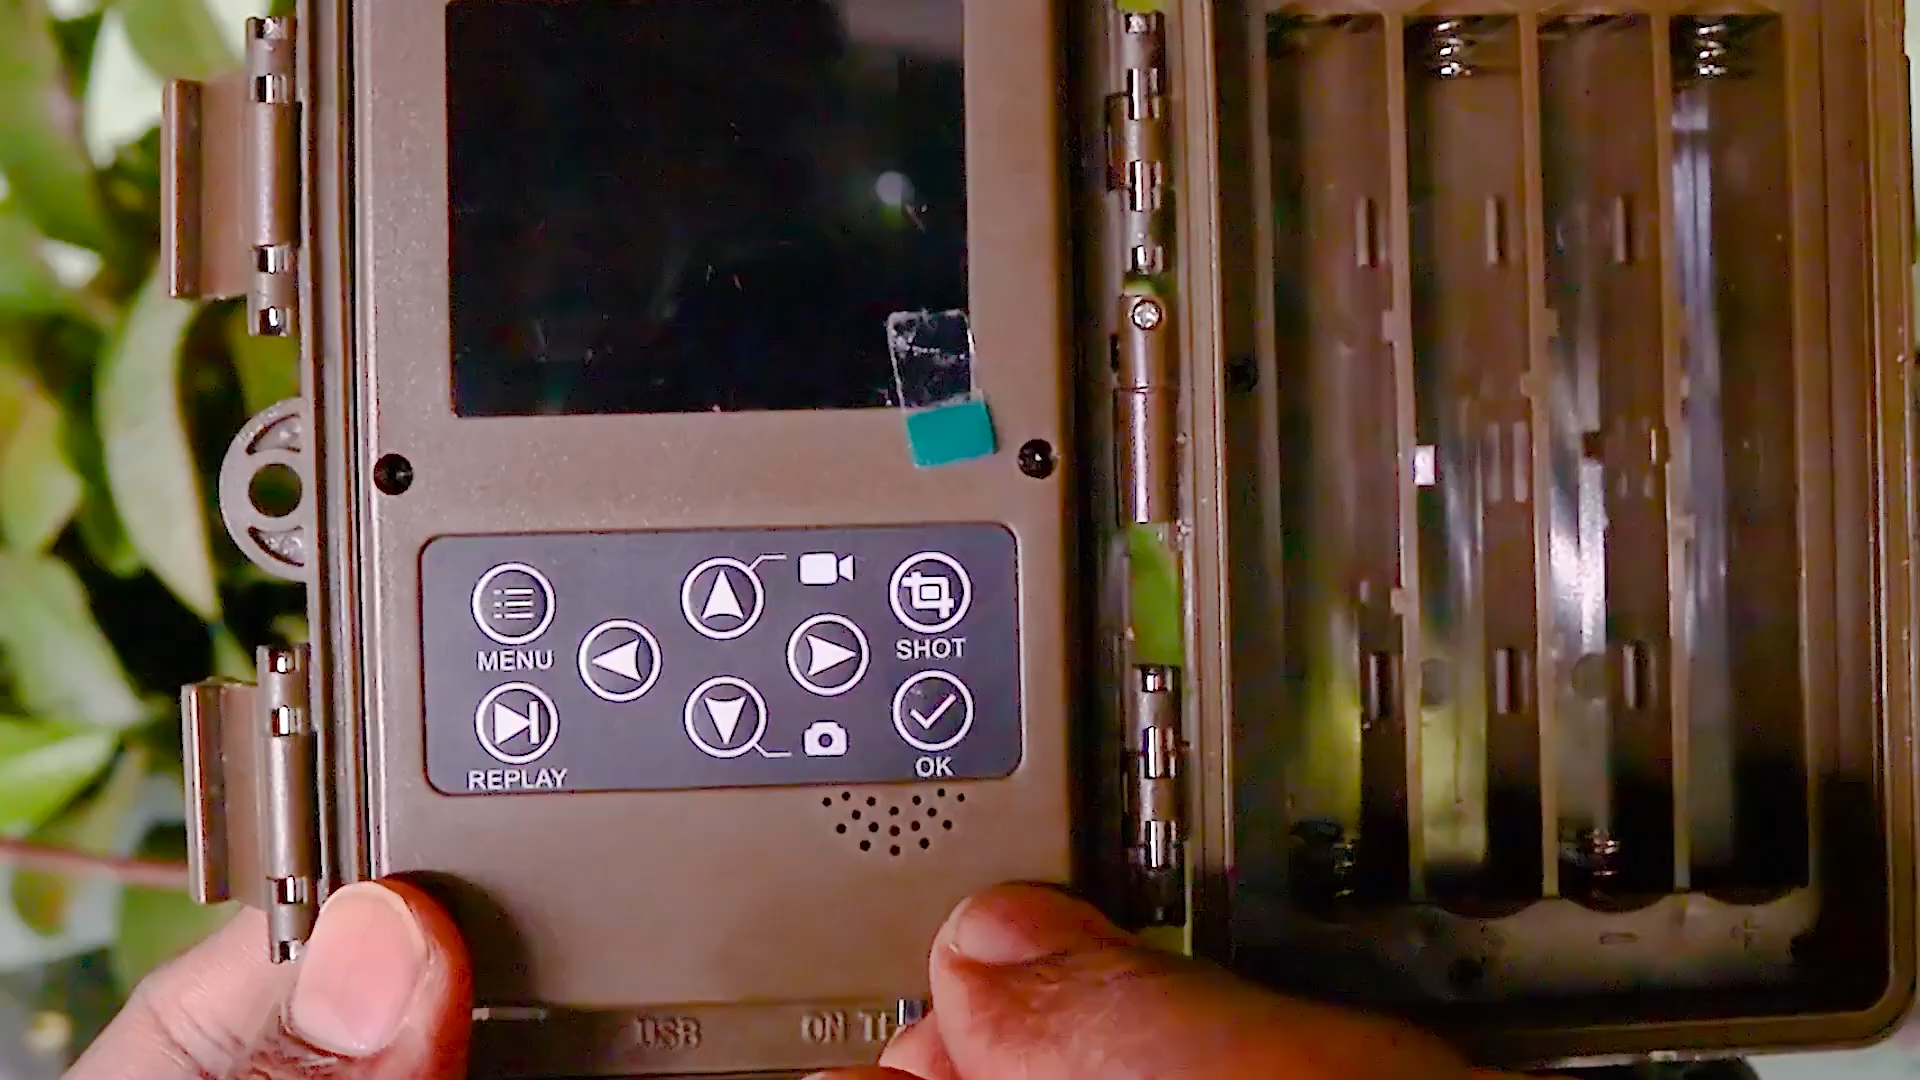 MENU
SHOT
REPLAY
OK
USB
ON
- +